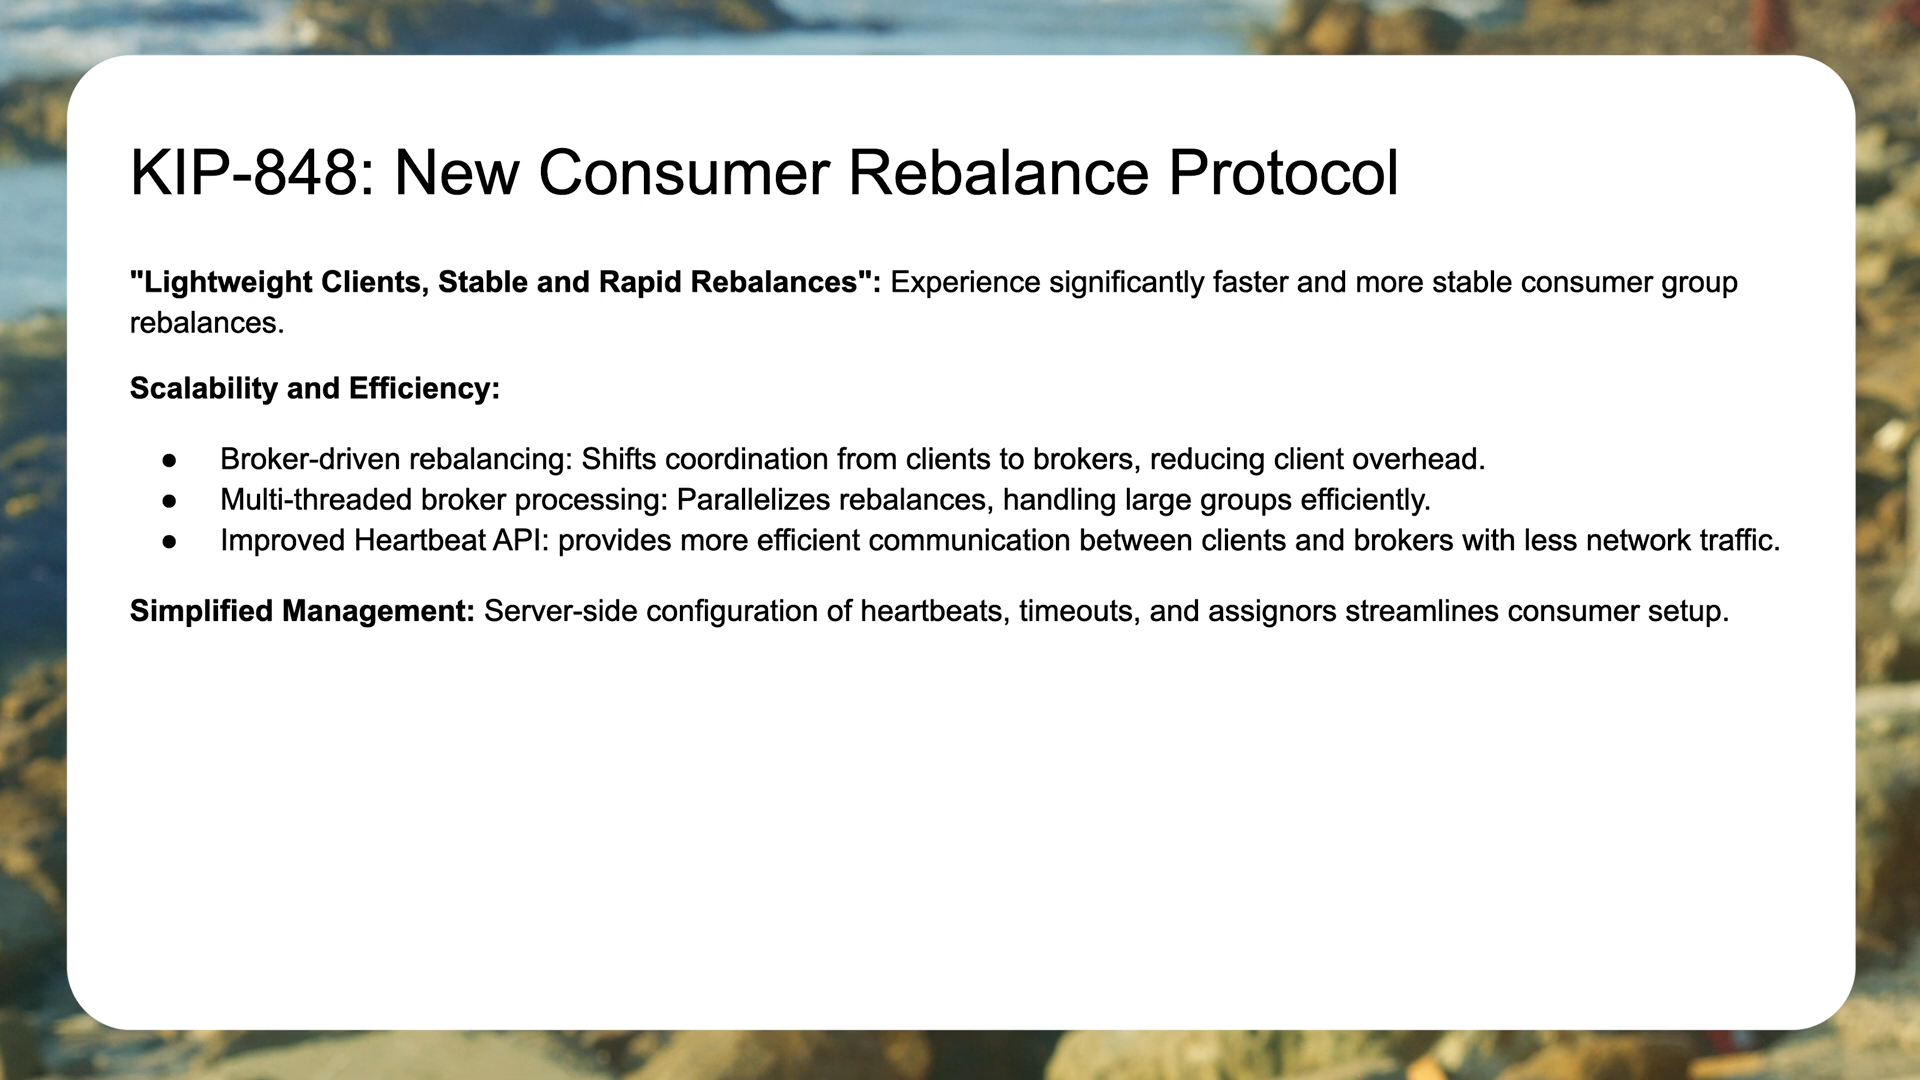 KIP-848: New Consumer Rebalance Protocol
"Lightweight Clients, Stable and Rapid Rebalances": Experience significantly faster and more stable consumer group
rebalances.
Scalability and Efficiency:
● Broker-driven rebalancing: Shifts coordination from clients to brokers, reducing client overhead.
● Multi-threaded broker processing: Parallelizes rebalances, handling large groups efficiently.
● Improved Heartbeat API: provides more efficient communication between clients and brokers with less network traffic.
Simplified Management: Server-side configuration of heartbeats, timeouts, and assignors streamlines consumer setup.